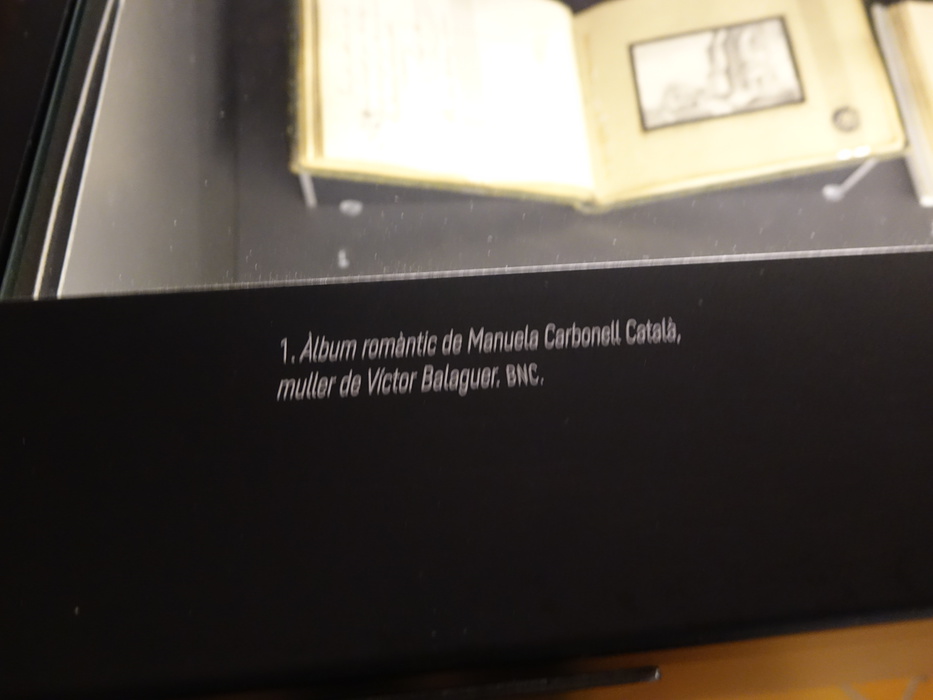 1. Àlbum romàntic de Manuela Carbonell Català,
muller de Víctor Balaguer. BNC.